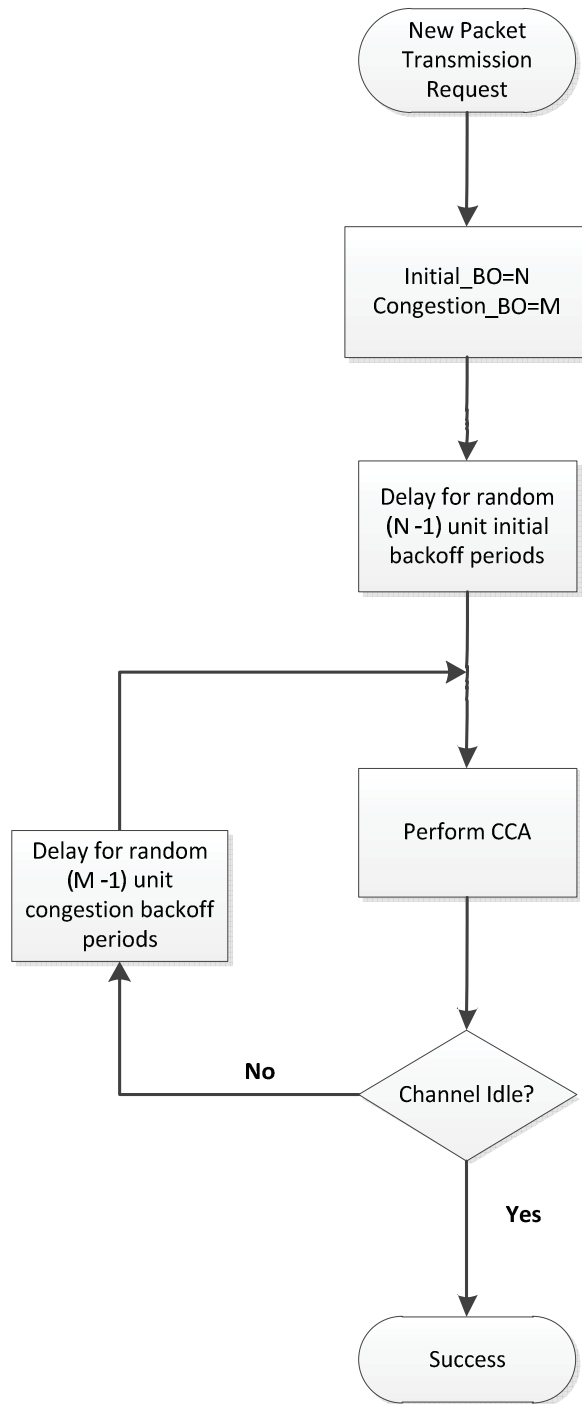 New Packet
Transmission
Request
Initial_BO=N
Congestion_BO=M
Delay for random
(N -1) unit initial
backoff periods
Perform CCA
Delay for random
(M -1) unit
congestion backoff
periods
Channel Idle?
No
Yes
Success